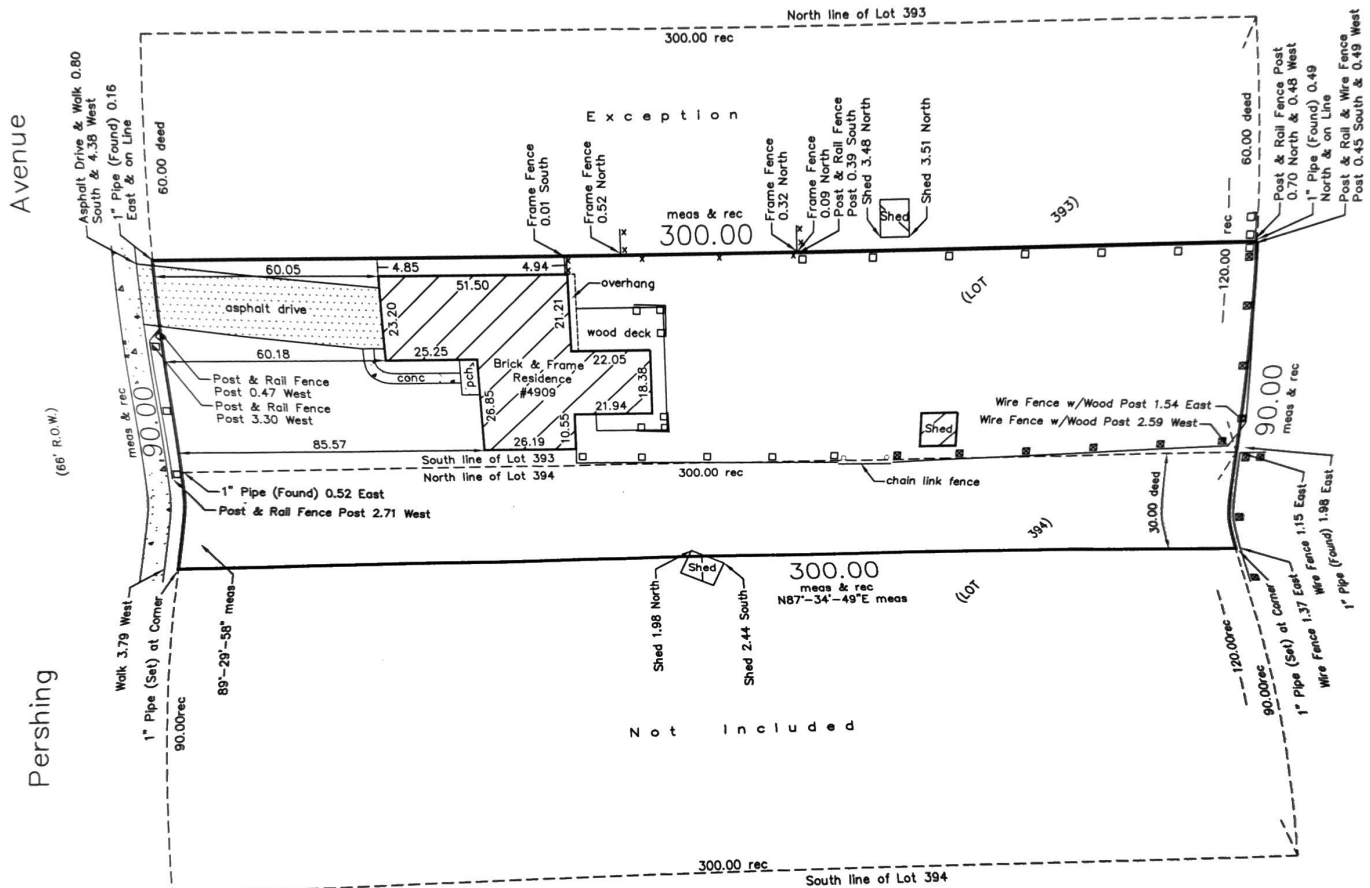 North line of Lot 393
300.00 rec
Exception
Avenue
Pershing
(66' R.O.W.)
Asphalt Drive & Walk 0.80
South & 4.38 West
1" Pipe (Found) 0.16
East & on Line
60.00 deed
Frame Fence
0.01 South
Frame Fence
0.52 North
meas & rec
300.00
Frame Fence
0.32 North
Frame Fence
0.09 North
Post & Rail Fence
Post 0.39 South
Shed 3.48 North
Shed 3.51 North
Shed
393)
(LOT
60.00 deed
120.00 rec
Post & Rail Fence Post
0.70 North & 0.48 West
1" Pipe (Found) 0.49
North & on Line
Post & Rail & Wire Fence
Post 0.45 South & 0.49 West
60.05
4.85
4.94
51.50
overhang
asphalt drive
23.20
21.21
wood deck
60.18
25.25
conc
pch
Brick & Frame
Residence
#4909
22.05
18.38
21.94
26.85
10.55
26.19
85.57
Post & Rail Fence
Post 0.47 West
Post & Rail Fence
Post 3.30 West
90.00
meas & rec
Shed
Wire Fence w/Wood Post 1.54 East
Wire Fence w/Wood Post 2.59 West
90.00
meas & rec
South line of Lot 393
North line of Lot 394
300.00 rec
chain link fence
1" Pipe (Found) 0.52 East
Post & Rail Fence Post 2.71 West
30.00 deed
394)
(LOT
Walk 3.79 West
1" Pipe (Set) at Corner
90.00rec
89°-29'-58" meas
Shed 1.98 North
Shed
Shed 2.44 South
300.00
meas & rec
N87°-34'-49"E meas
120.00rec
90.00rec
1" Pipe (Set) at Corner
Wire Fence 1.37 East
Wire Fence 1.15 East
1" Pipe (Found) 1.98 East
Not Included
300.00 rec
South line of Lot 394